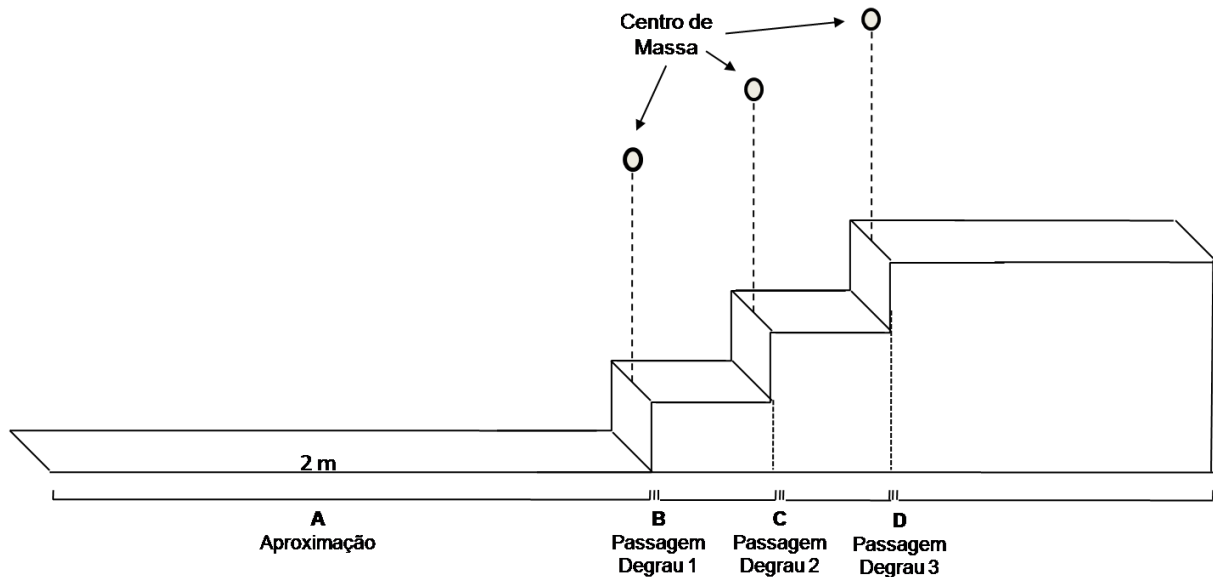 Centro de
Massa
2 m
A
Aproximação
B
Passagem
Degrau 1
C
Passagem
Degrau 2
D
Passagem
Degrau 3